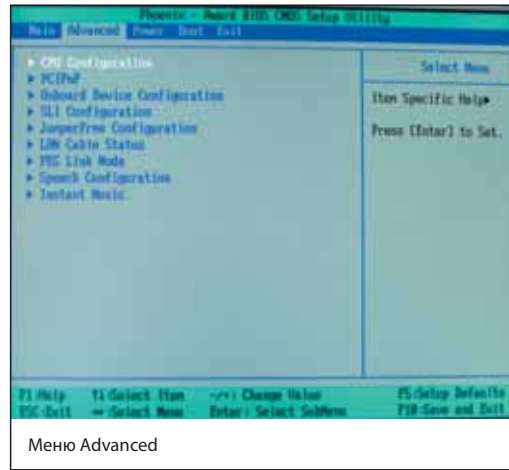 Phoenix - Award BIOS CMOS Setup Utility
Main Advanced Power Boot Exit
▶ CPU Configuration
▶ PCIPnP
▶ Onboard Device Configuration
▶ SLI Configuration
▶ JumperFree Configuration
▶ LAN Cable Status
▶ PEG Link Mode
▶ Speech Configuration
▶ Instant Music
Select Menu
Item Specific Help▶
Press [Enter] to Set.
F1:Help ↑↓:Select Item -/+: Change Value F5:Setup Defaults
ESC:Exit ↔:Select Menu Enter: Select SubMenu F10:Save and Exit
Меню Advanced